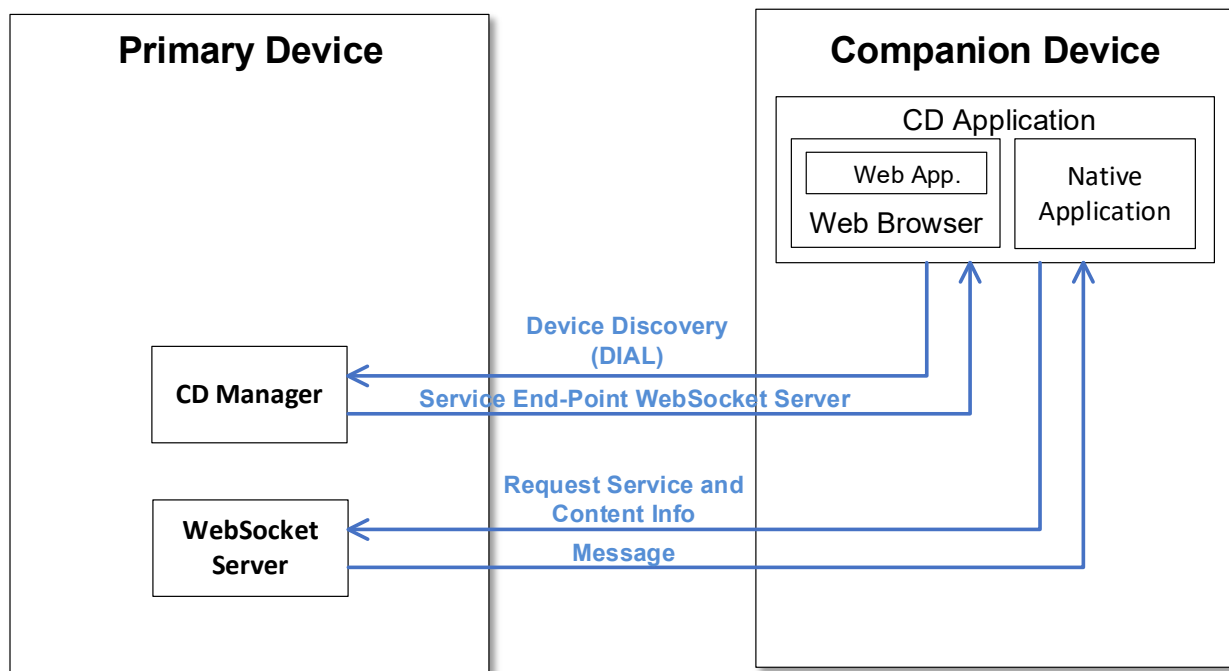 Primary Device
Companion Device
CD Application
Web App.
Web Browser
Native
Application
Device Discovery
(DIAL)
CD Manager
Service End-Point WebSocket Server
Request Service and
Content Info
WebSocket
Server
Message